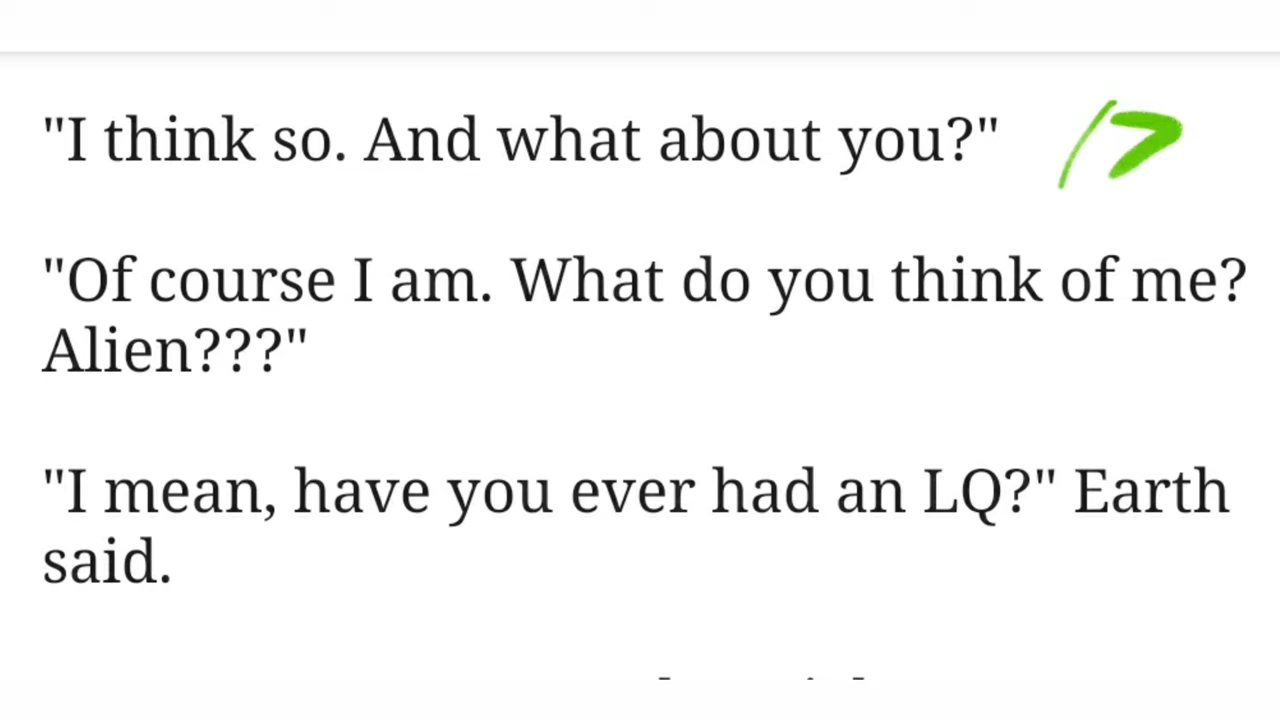 "I think so. And what about you?"
"Of course I am. What do you think of me?
Alien???"
"I mean, have you ever had an LQ?" Earth
said.